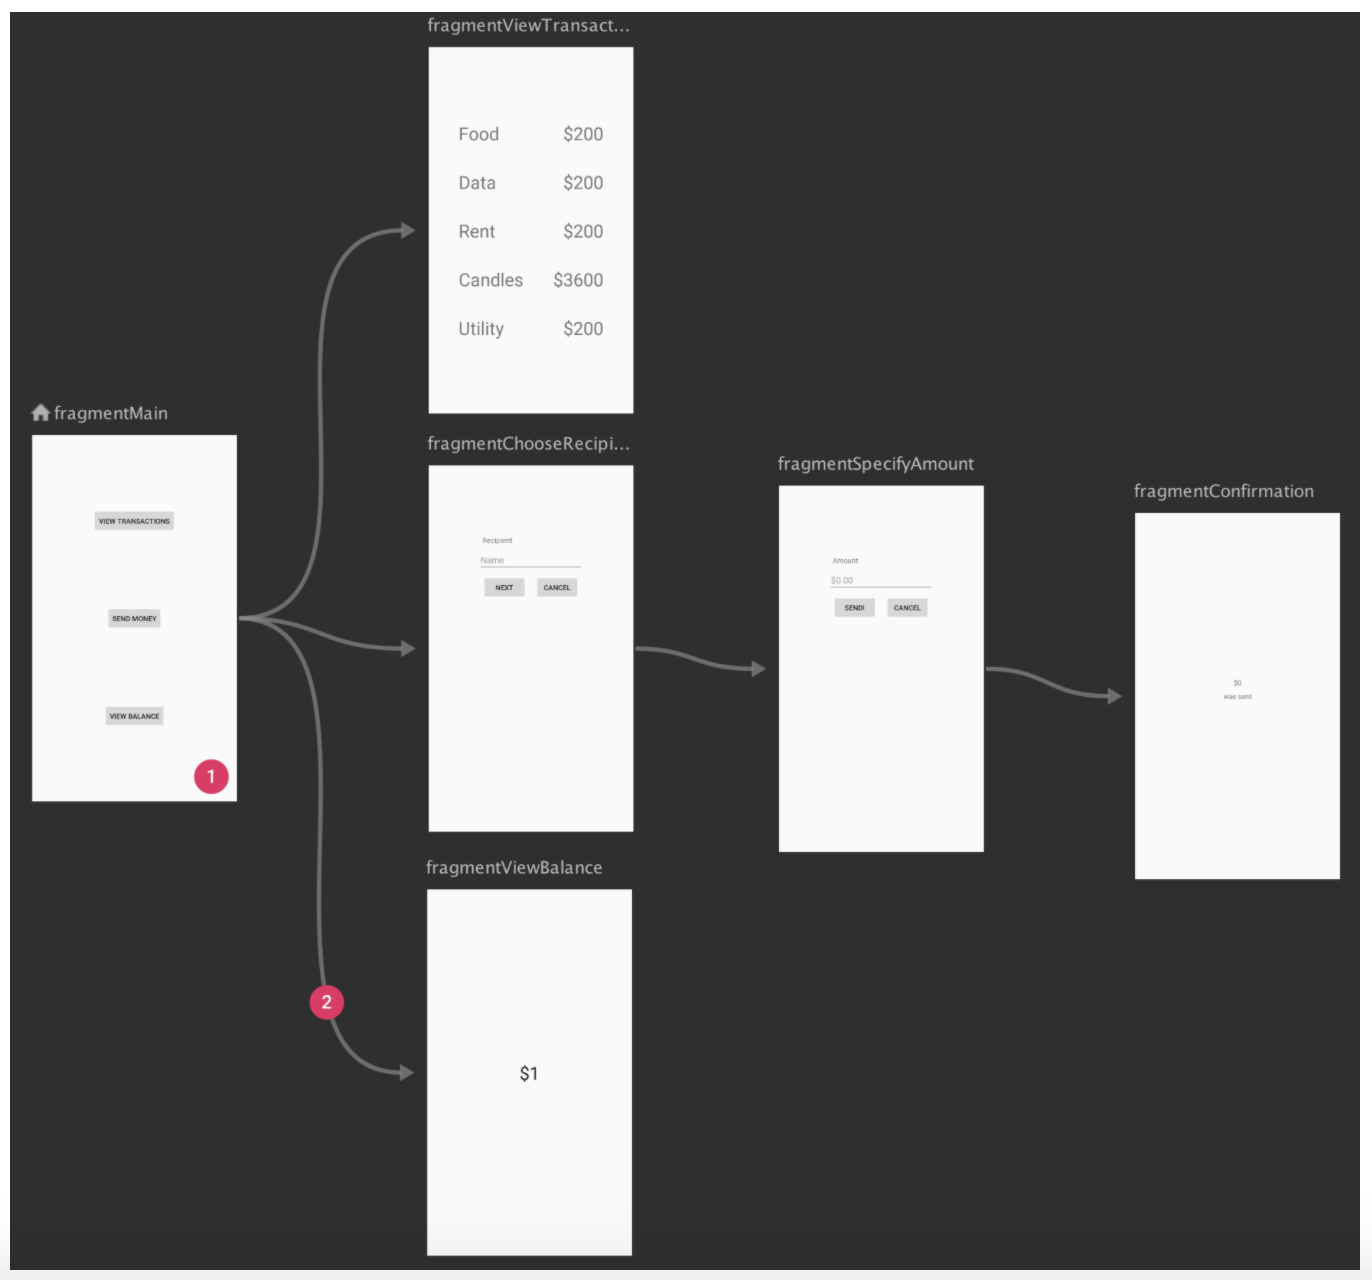 fragmentViewTransact...
Food $200
Data $200
Rent $200
Candles $3600
Utility $200
fragmentMain
VIEW TRANSACTIONS
SEND MONEY
VIEW BALANCE
1
fragmentChooseRecipi...
Recipient
Name
NEXT CANCEL
fragmentSpecifyAmount
Amount
$0.00
SEND! CANCEL
fragmentConfirmation
$0
was sent
fragmentViewBalance
2
$1